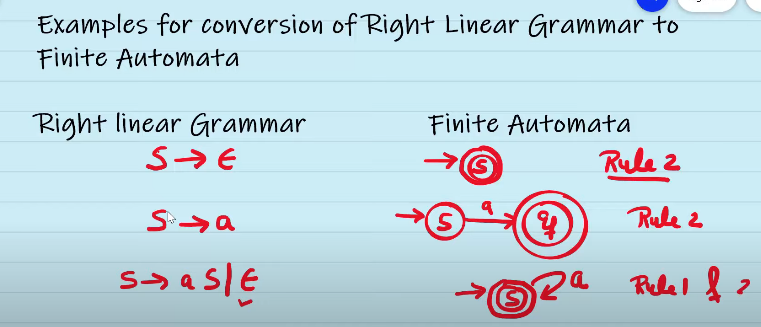 Examples for conversion of Right Linear Grammar to
Finite Automata
Right linear Grammar Finite Automata
S → ϵ → S Rule 2
S → a → S a qf Rule 2
S → a S | ϵ → S a Rule 1 & 2